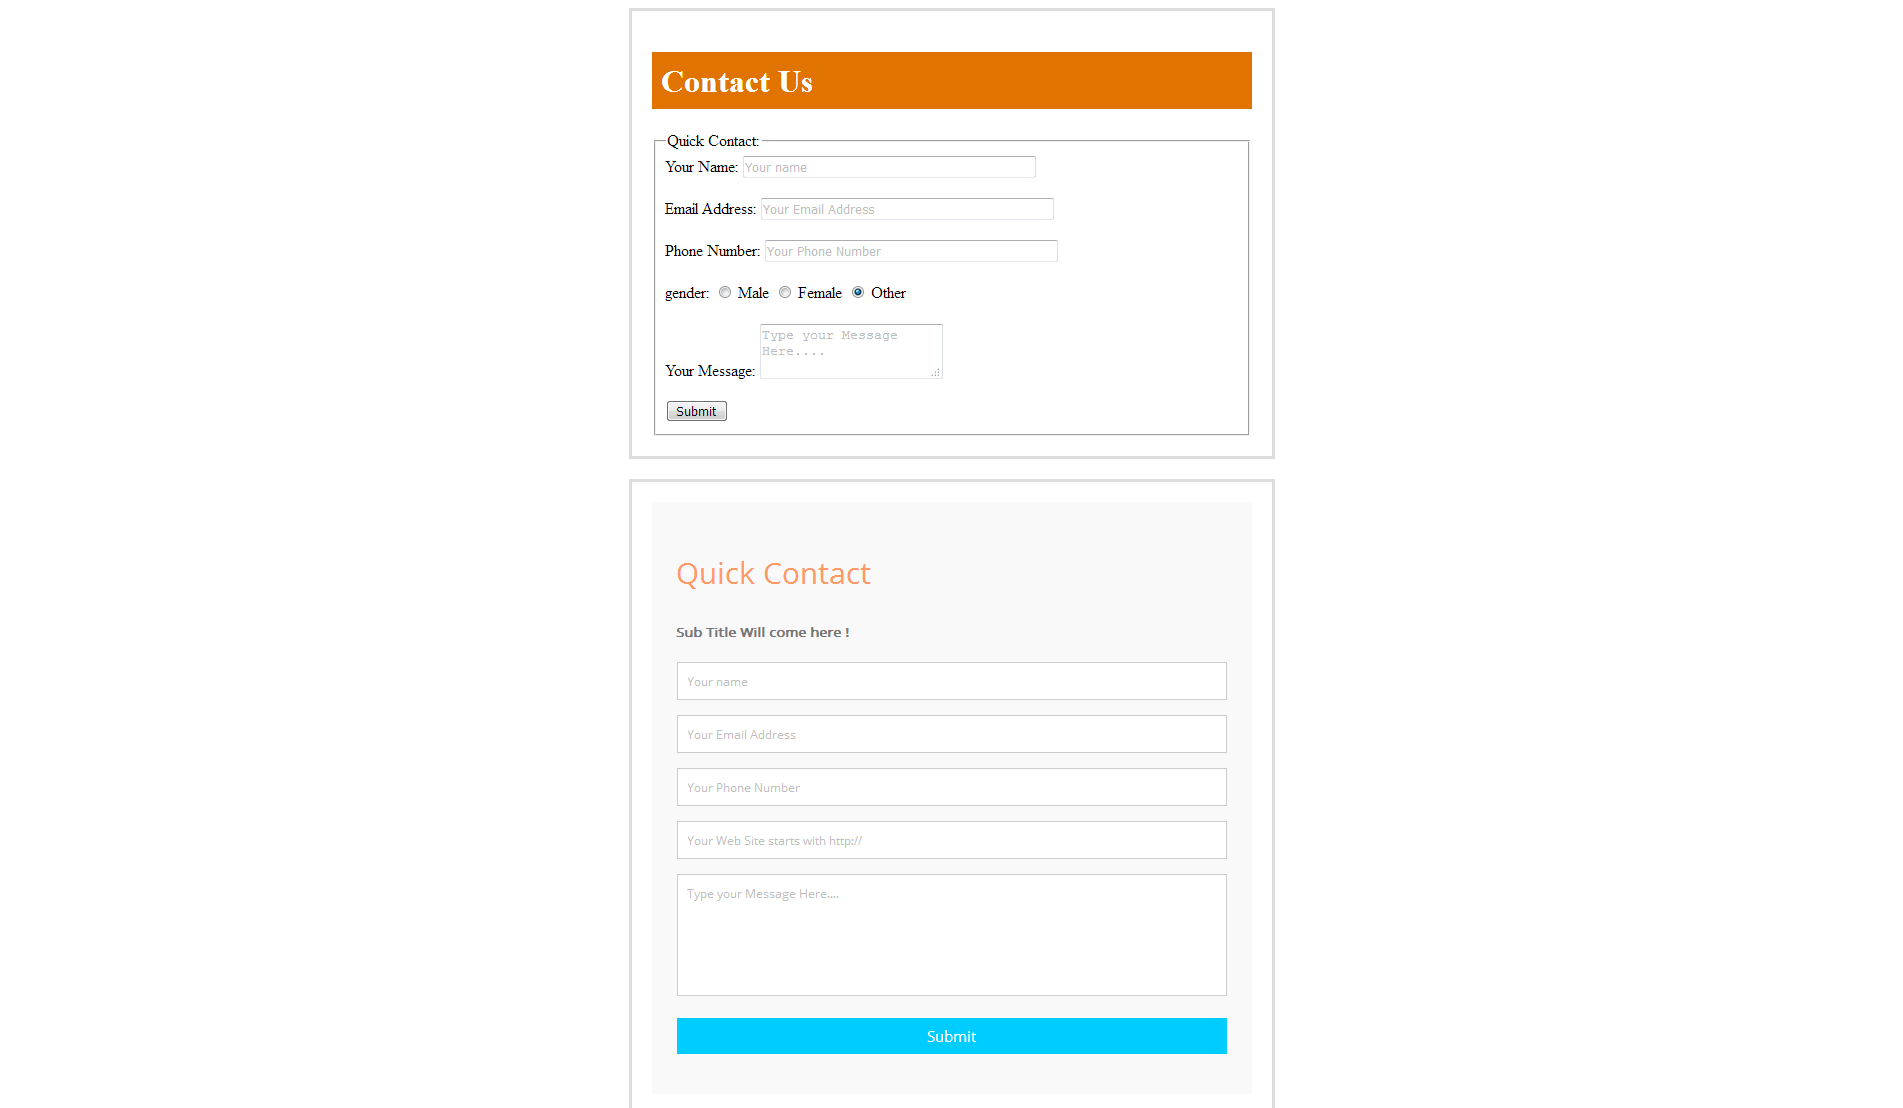 Contact Us
Quick Contact:
Your Name: Your name
Email Address: Your Email Address
Phone Number: Your Phone Number
gender: Male Female Other
Type your Message
Here....
Your Message:
Submit
Quick Contact
Sub Title Will come here !
Your name
Your Email Address
Your Phone Number
Your Web Site starts with http://
Type your Message Here....
Submit